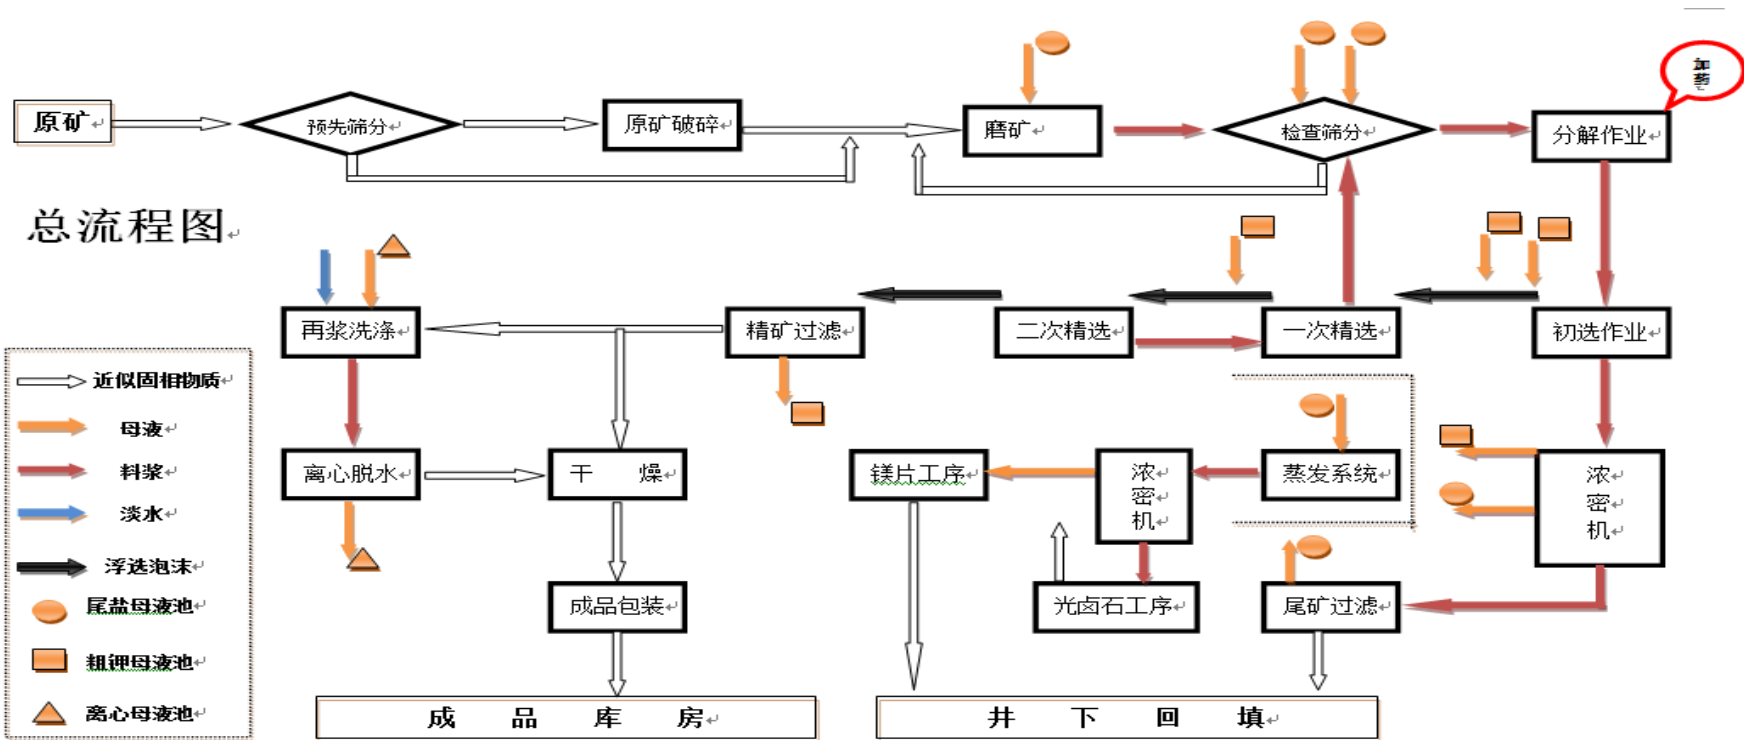 加
药
原矿
预先筛分
原矿破碎
磨矿
检查筛分
分解作业
总流程图
再浆洗涤
精矿过滤
二次精选
一次精选
初选作业
近似固相物质
母液
料浆
淡水
浮选泡沫
尾盐母液池
粗钾母液池
离心母液池
离心脱水
干 燥
镁片工序
浓
密
机
蒸发系统
浓
密
机
成品包装
光卤石工序
尾矿过滤
成 品 库 房
井 下 回 填